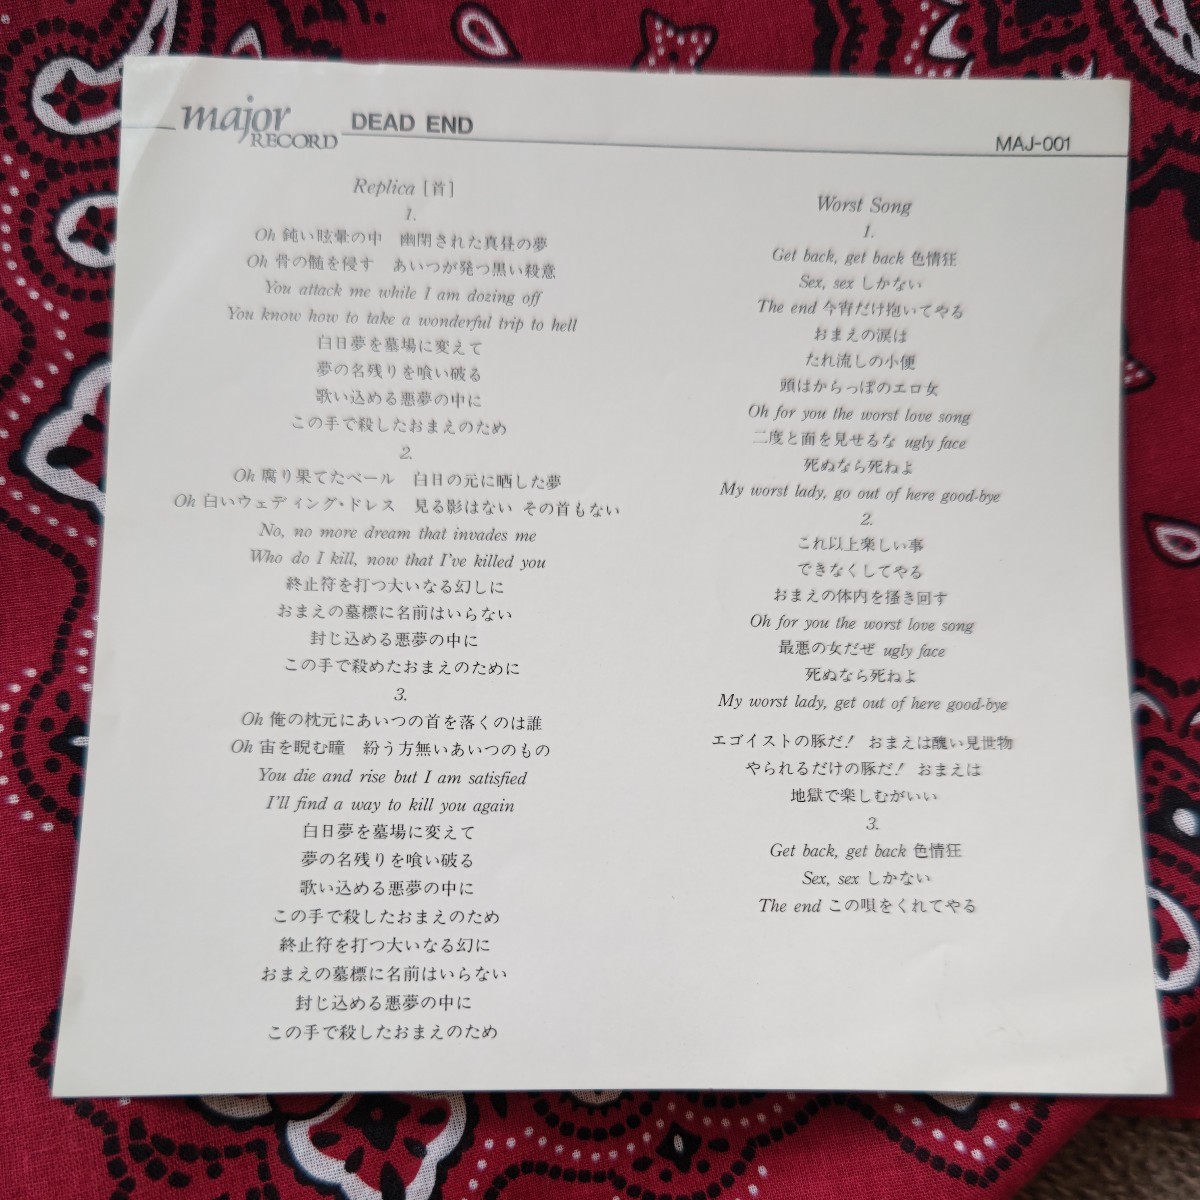 major
RECORD
DEAD END
MAJ-001
Replica [首]
1.
Oh 鈍い眩暈の中　幽閉された真昼の夢
Oh 骨の髄を侵す　あいつが発つ黒い殺意
You attack me while I am dozing off
You know how to take a wonderful trip to hell
白日夢を墓場に変えて
夢の名残りを喰い破る
歌い込める悪夢の中に
この手で殺したおまえのため
2.
Oh 腐り果てたベール　白日の元に晒した夢
Oh 白いウェディング・ドレス　見る影はない その首もない
No, no more dream that invades me
Who do I kill, now that I've killed you
終止符を打つ大いなる幻しに
おまえの墓標に名前はいらない
封じ込める悪夢の中に
この手で殺めたおまえのために
3.
Oh 俺の枕元にあいつの首を落くのは誰
Oh 宙を睨む瞳　紛う方無いあいつのもの
You die and rise but I am satisfied
I'll find a way to kill you again
白日夢を墓場に変えて
夢の名残りを喰い破る
歌い込める悪夢の中に
この手で殺したおまえのため
終止符を打つ大いなる幻に
おまえの墓標に名前はいらない
封じ込める悪夢の中に
この手で殺したおまえのため
Worst Song
1.
Get back, get back 色情狂
Sex, sex しかない
The end 今宵だけ抱いてやる
おまえの涙は
たれ流しの小便
頭はからっぽのエロ女
Oh for you the worst love song
二度と面を見せるな ugly face
死ぬなら死ねよ
My worst lady, go out of here good-bye
2.
これ以上楽しい事
できなくしてやる
おまえの体内を掻き回す
Oh for you the worst love song
最悪の女だぜ ugly face
死ぬなら死ねよ
My worst lady, get out of here good-bye
エゴイストの豚だ！ おまえは醜い見世物
やられるだけの豚だ！ おまえは
地獄で楽しむがいい
3.
Get back, get back 色情狂
Sex, sex しかない
The end この唄をくれてやる